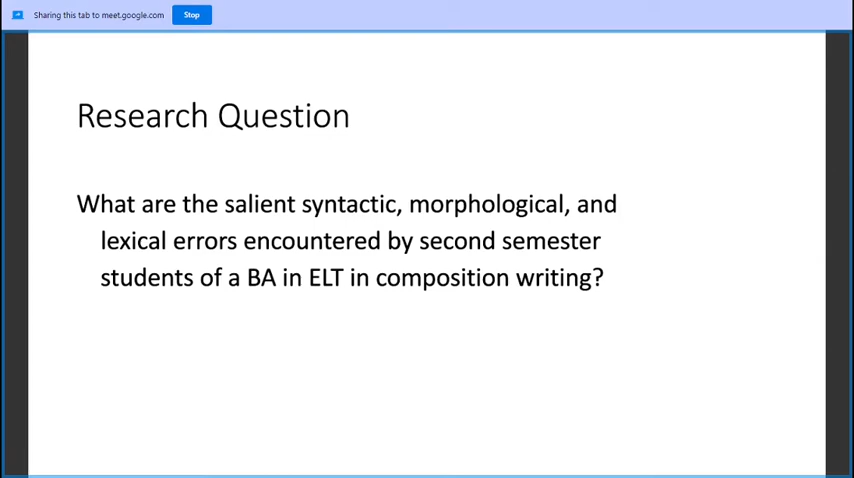 Sharing this tab to meet.google.com
Stop
Research Question
What are the salient syntactic, morphological, and
lexical errors encountered by second semester
students of a BA in ELT in composition writing?